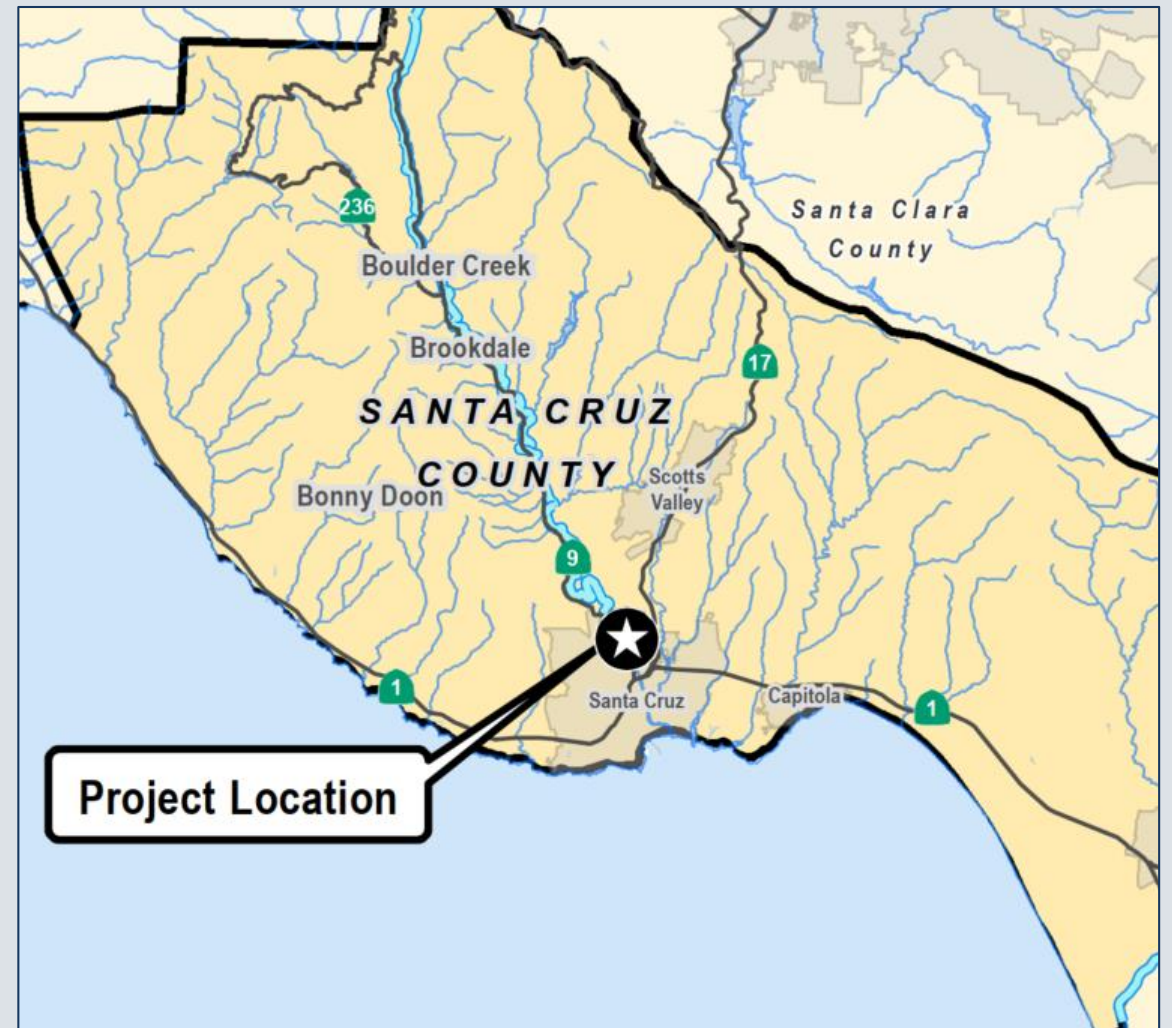 236
Santa Clara
County
Boulder Creek
Brookdale
17
SANTA CRUZ
COUNTY
Scotts
Valley
Bonny Doon
9
1
Santa Cruz
Capitola
1
Project Location